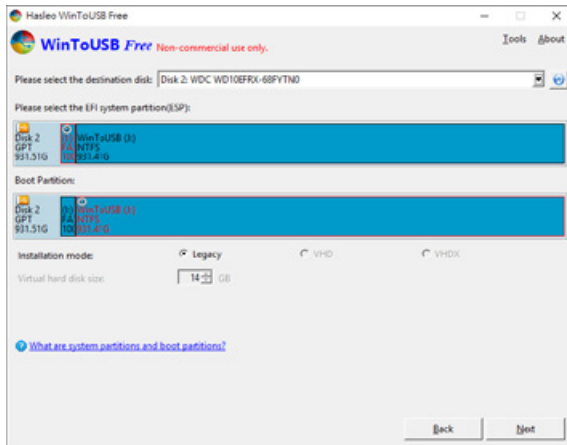 Hasleo WinToUSB Free
WinToUSB Free Non-commercial use only.
Tools About
Please select the destination disk: Disk 2: WDC WD10EFRX-68FYTN0
Please select the EFI system partition(ESP):
Disk 2
GPT
931.51G
WinToUSB (J:)
NTFS
931.41G
Boot Partition:
Disk 2
GPT
931.51G
WinToUSB (J:)
NTFS
931.41G
Installation mode: Legacy VHD VHDX
Virtual hard disk size: 14 GB
What are system partitions and boot partitions?
Back Next